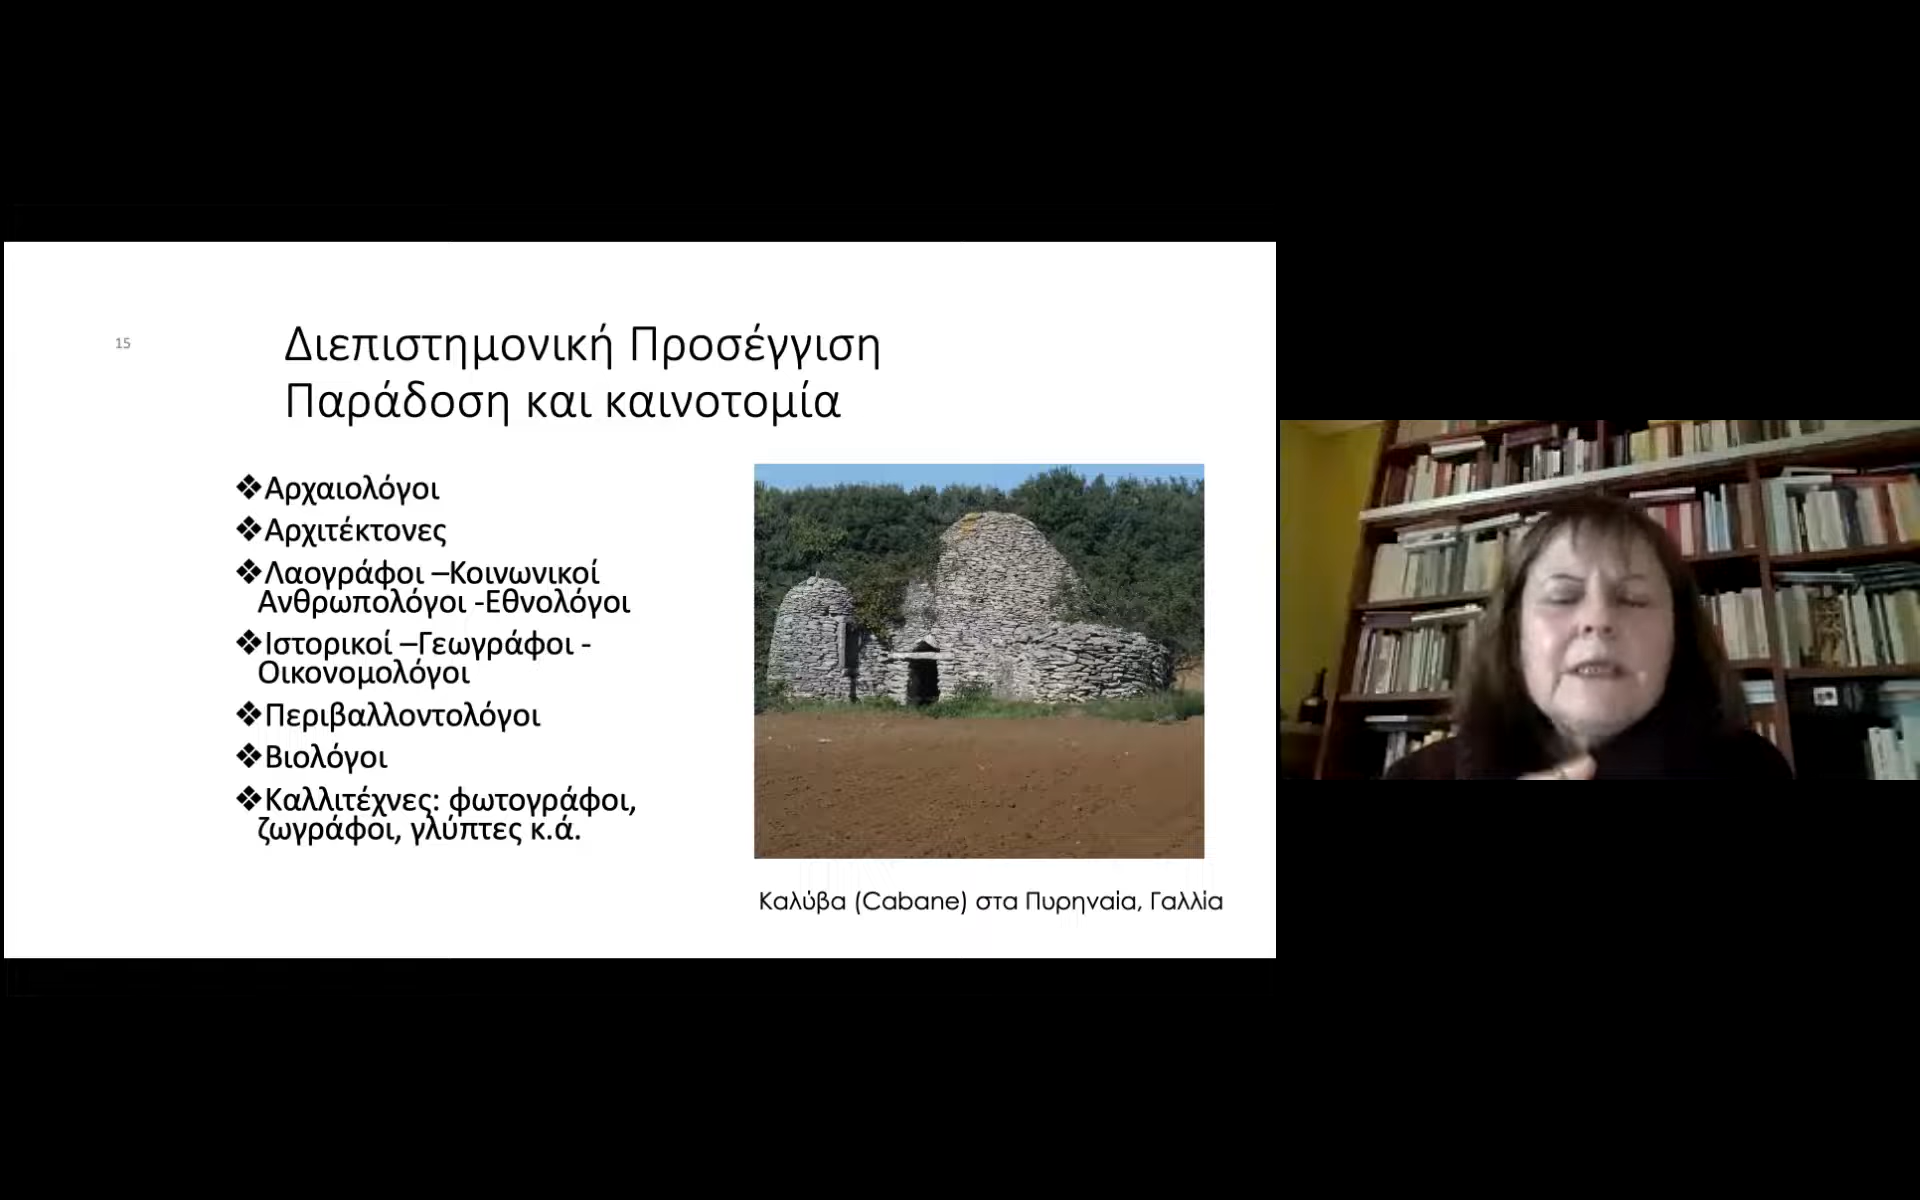 15
Διεπιστημονική Προσέγγιση
Παράδοση και καινοτομία
❖Αρχαιολόγοι
❖Αρχιτέκτονες
❖Λαογράφοι –Κοινωνικοί
Ανθρωπολόγοι -Εθνολόγοι
❖Ιστορικοί –Γεωγράφοι -
Οικονομολόγοι
❖Περιβαλλοντολόγοι
❖Βιολόγοι
❖Καλλιτέχνες: φωτογράφοι,
ζωγράφοι, γλύπτες κ.ά.
Καλύβα (Cabane) στα Πυρηναία, Γαλλία